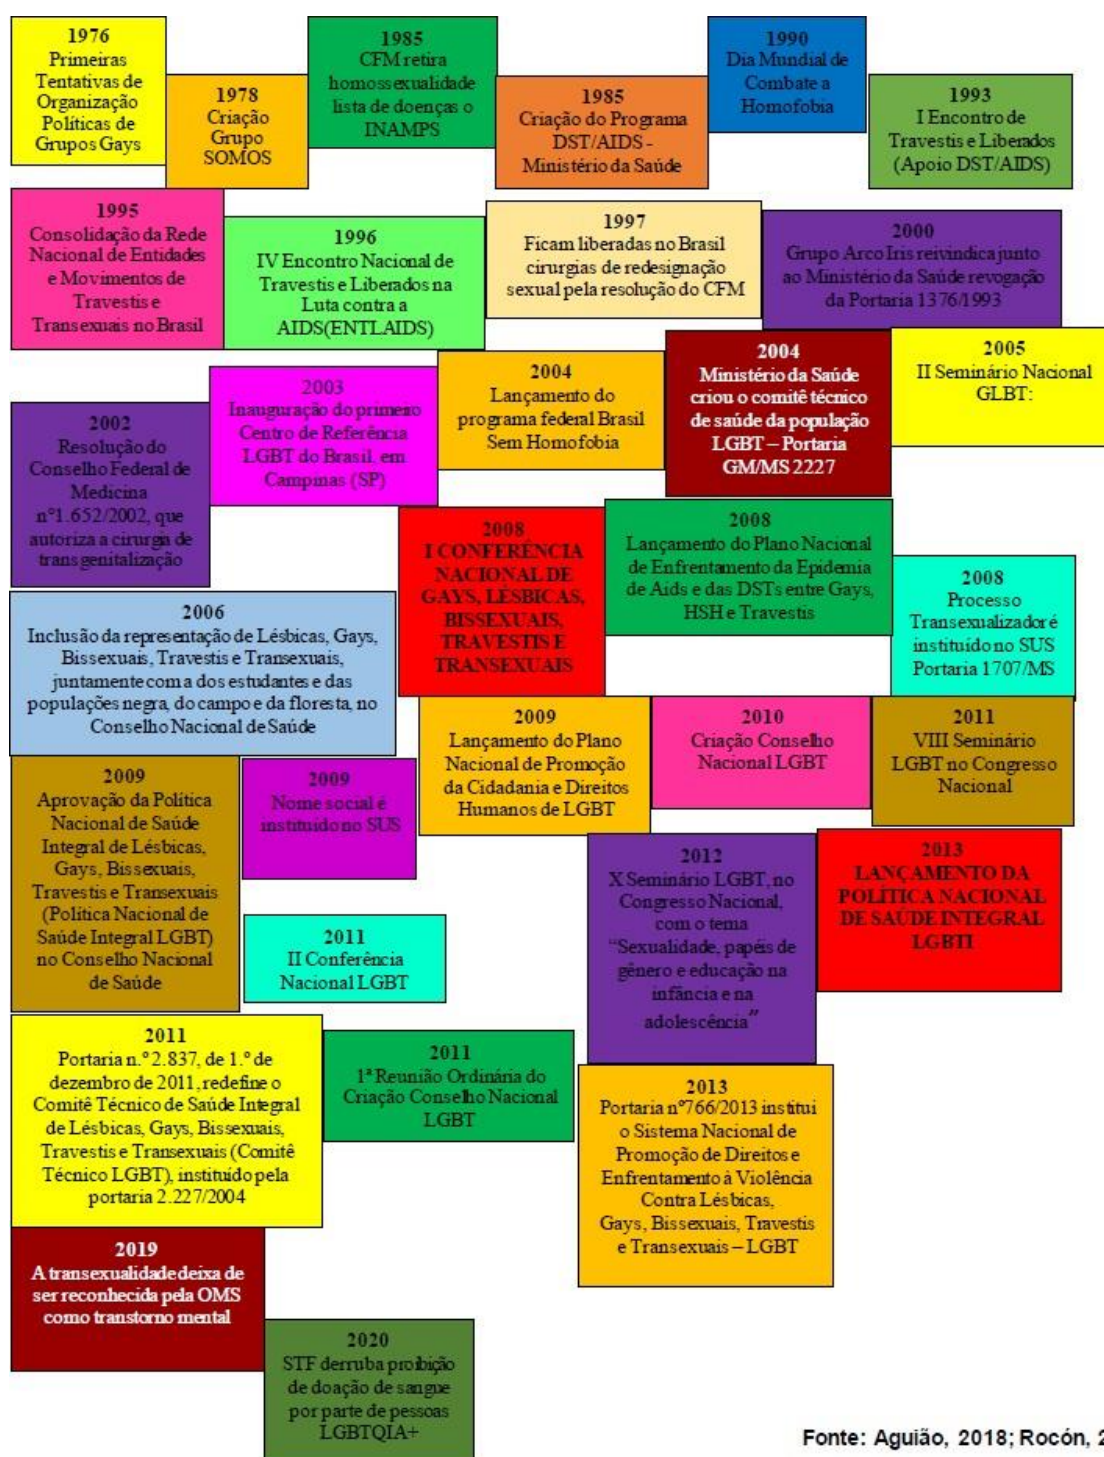 1976
Primeiras
Tentativas de
Organização
Políticas de
Grupos Gays
1978
Criação
Grupo
SOMOS
1985
CFM retira
homossexualidade
lista de doenças o
INAMPS
1985
Criação do Programa
DST/AIDS -
Ministério da Saúde
1990
Dia Mundial de
Combate a
Homofobia
1993
I Encontro de
Travestis e Liberados
(Apoio DST/AIDS)
1995
Consolidação da Rede
Nacional de Entidades
e Movimentos de
Travestis e
Transexuais no Brasil
1996
IV Encontro Nacional de
Travestis e Liberados na
Luta contra a
AIDS(ENTLAIDS)
1997
Ficam liberadas no Brasil
cirurgias de redesignação
sexual pela resolução do CFM
2000
Grupo Arco Iris reivindica junto
ao Ministério da Saúde revogação
da Portaria 1376/1993
2002
Resolução do
Conselho Federal de
Medicina
n°1.652/2002, que
autoriza a cirurgia de
transgenitalização
2003
Inauguração do primeiro
Centro de Referência
LGBT do Brasil, em
Campinas (SP)
2004
Lançamento do
programa federal Brasil
Sem Homofobia
2004
Ministério da Saúde
criou o comitê técnico
de saúde da população
LGBT – Portaria
GM/MS 2227
2005
II Seminário Nacional
GLBT:
2006
Inclusão da representação de Lésbicas, Gays,
Bissexuais, Travestis e Transexuais,
juntamente com a dos estudantes e das
populações negra, do campo e da floresta, no
Conselho Nacional de Saúde
2008
I CONFERÊNCIA
NACIONAL DE
GAYS, LÉSBICAS,
BISSEXUAIS,
TRAVESTIS E
TRANSEXUAIS
2008
Lançamento do Plano Nacional
de Enfrentamento da Epidemia
de Aids e das DSTs entre Gays,
HSH e Travestis
2008
Processo
Transexualizador é
instituído no SUS
Portaria 1707/MS
2009
Aprovação da Política
Nacional de Saúde
Integral de Lésbicas,
Gays, Bissexuais,
Travestis e Transexuais
(Política Nacional de
Saúde Integral LGBT)
no Conselho Nacional
de Saúde
2009
Nome social é
instituído no SUS
2009
Lançamento do Plano
Nacional de Promoção
da Cidadania e Direitos
Humanos de LGBT
2010
Criação Conselho
Nacional LGBT
2011
VIII Seminário
LGBT no Congresso
Nacional
2011
II Conferência
Nacional LGBT
2012
X Seminário LGBT, no
Congresso Nacional,
com o tema
“Sexualidade, papéis de
gênero e educação na
infância e na
adolescência”
2013
LANÇAMENTO DA
POLÍTICA NACIONAL
DE SAÚDE INTEGRAL
LGBTI
2011
Portaria n.º 2.837, de 1.º de
dezembro de 2011, redefine o
Comitê Técnico de Saúde Integral
de Lésbicas, Gays, Bissexuais,
Travestis e Transexuais (Comitê
Técnico LGBT), instituído pela
portaria 2.227/2004
2011
1ª Reunião Ordinária do
Criação Conselho Nacional
LGBT
2013
Portaria nº766/2013 institui
o Sistema Nacional de
Promoção de Direitos e
Enfrentamento à Violência
Contra Lésbicas,
Gays, Bissexuais, Travestis
e Transexuais – LGBT
2019
A transexualidade deixa de
ser reconhecida pela OMS
como transtorno mental
2020
STF derruba proibição
de doação de sangue
por parte de pessoas
LGBTQIA+
Fonte: Aguião, 2018; Rocón, 2